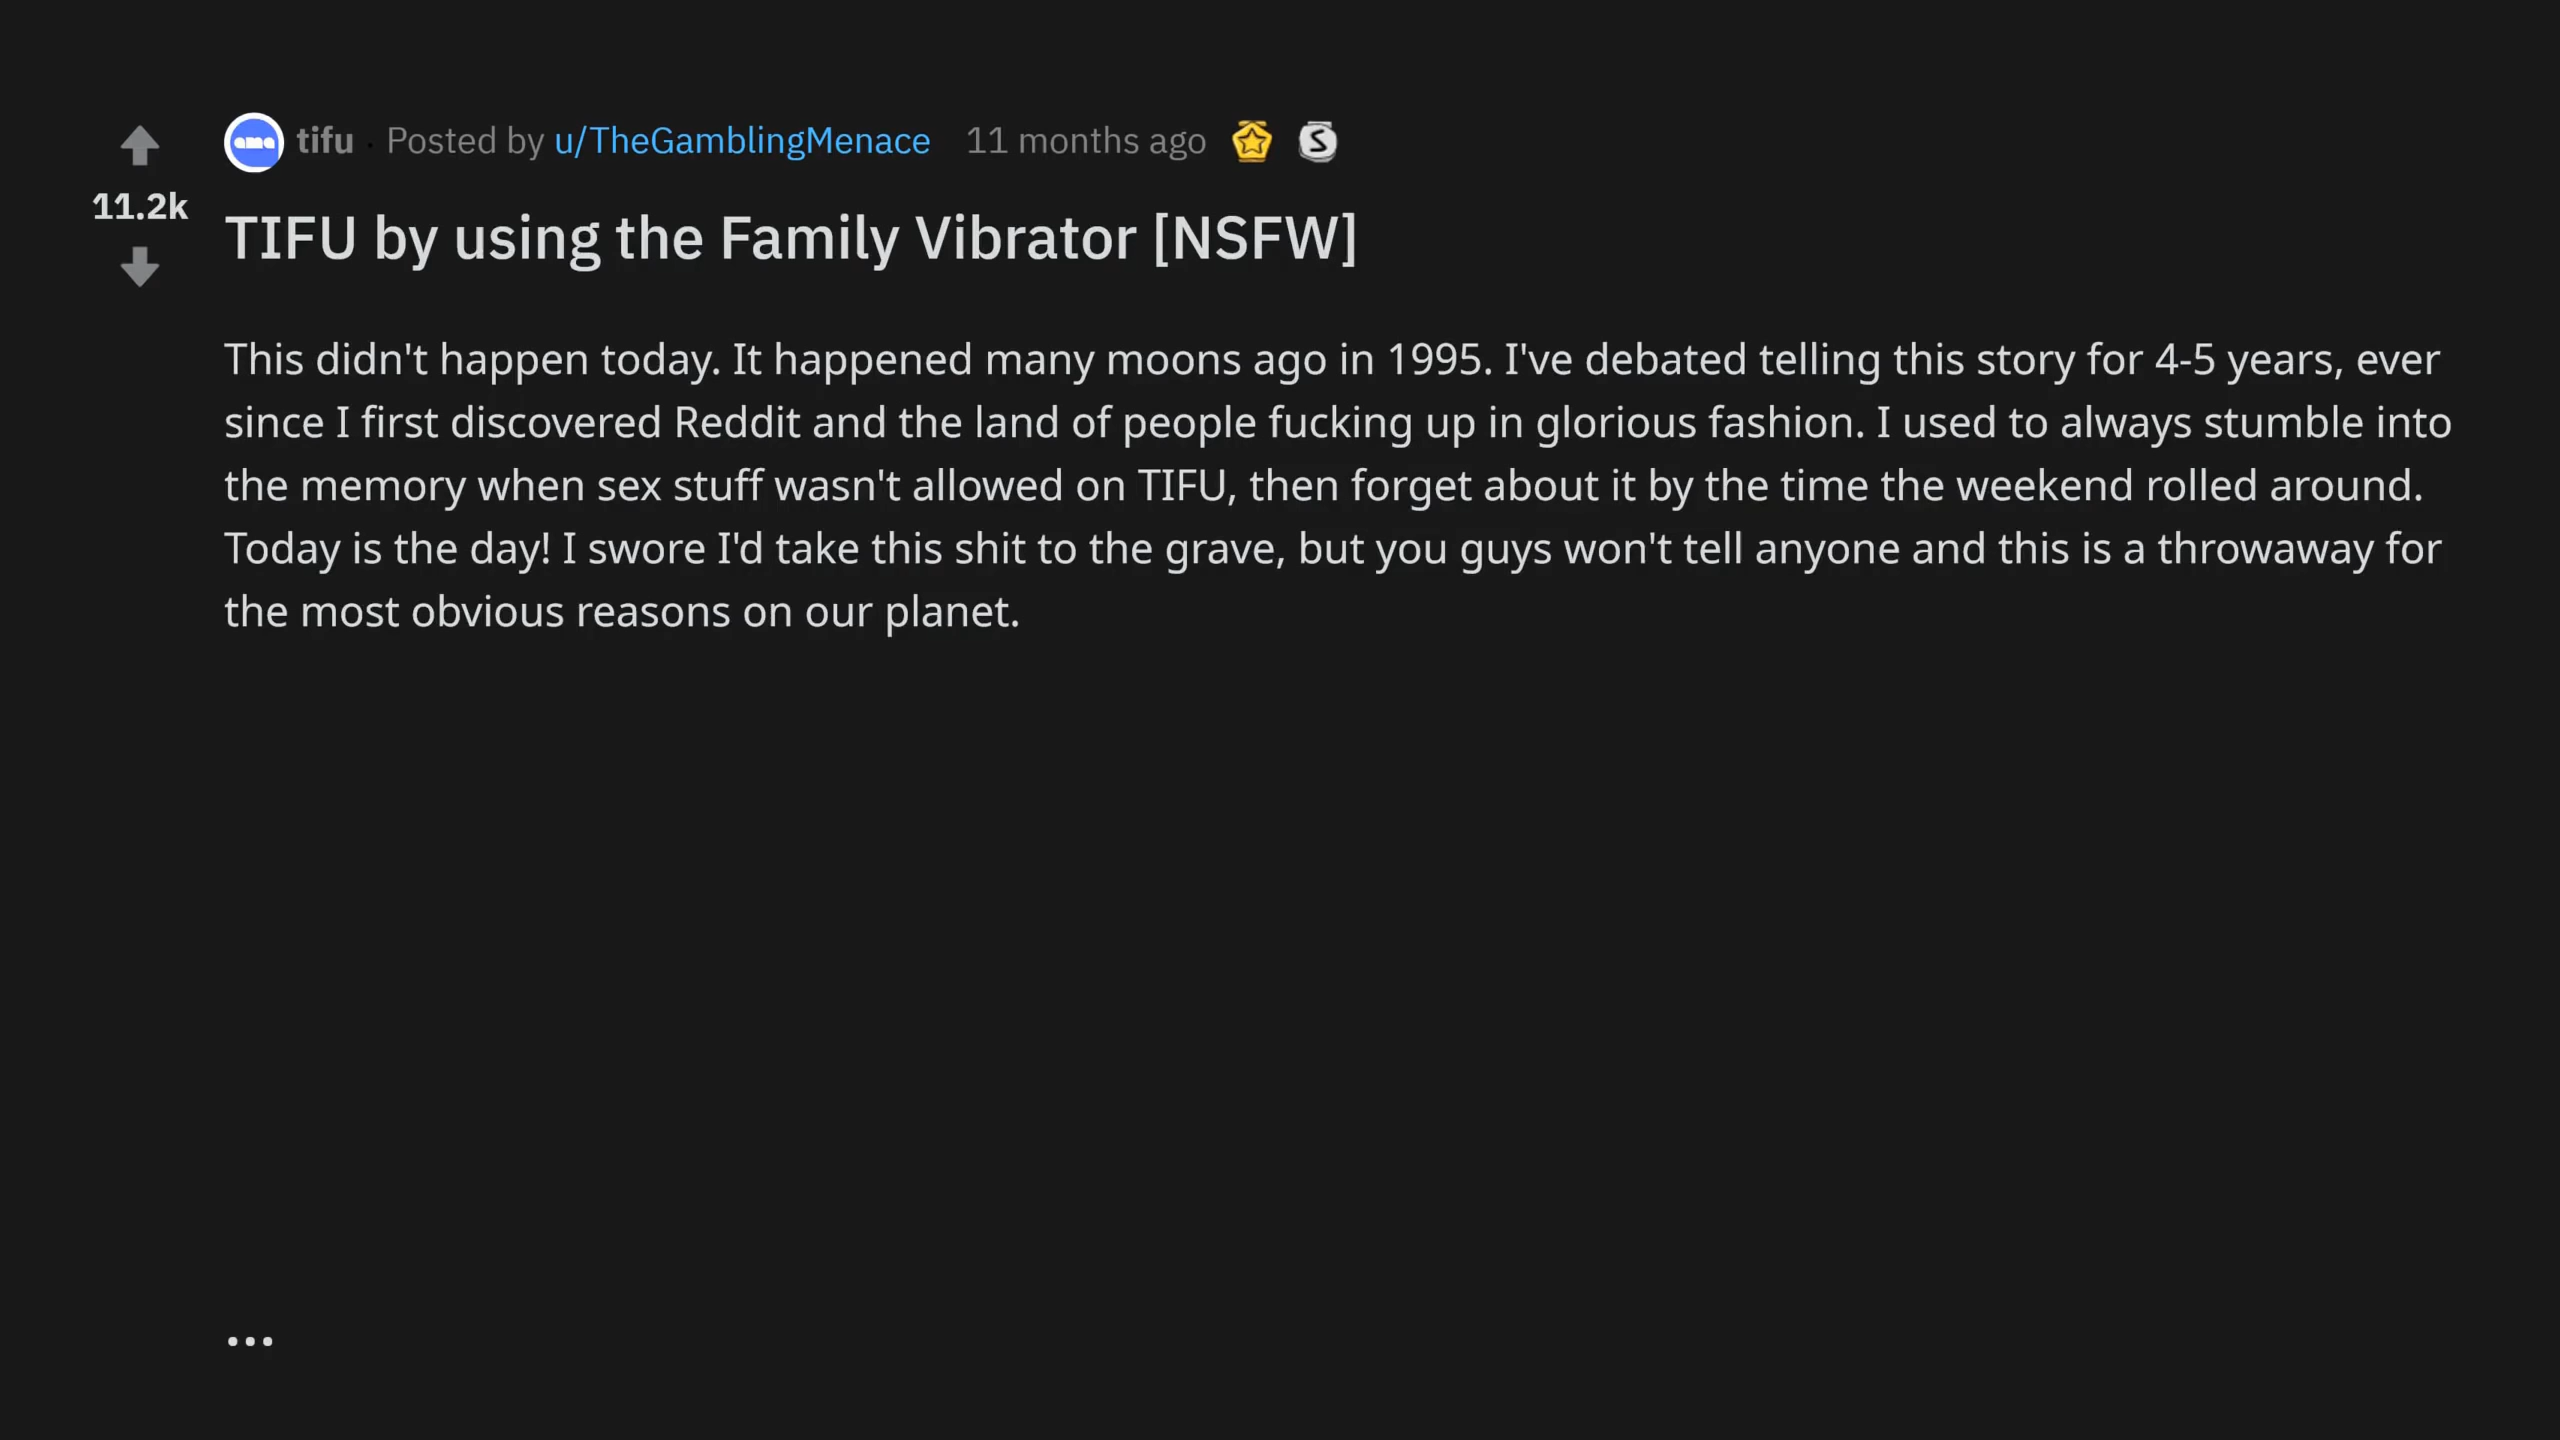 tifu · Posted by u/TheGamblingMenace 11 months ago
11.2k
TIFU by using the Family Vibrator [NSFW]
This didn't happen today. It happened many moons ago in 1995. I've debated telling this story for 4-5 years, ever
since I first discovered Reddit and the land of people fucking up in glorious fashion. I used to always stumble into
the memory when sex stuff wasn't allowed on TIFU, then forget about it by the time the weekend rolled around.
Today is the day! I swore I'd take this shit to the grave, but you guys won't tell anyone and this is a throwaway for
the most obvious reasons on our planet.
...